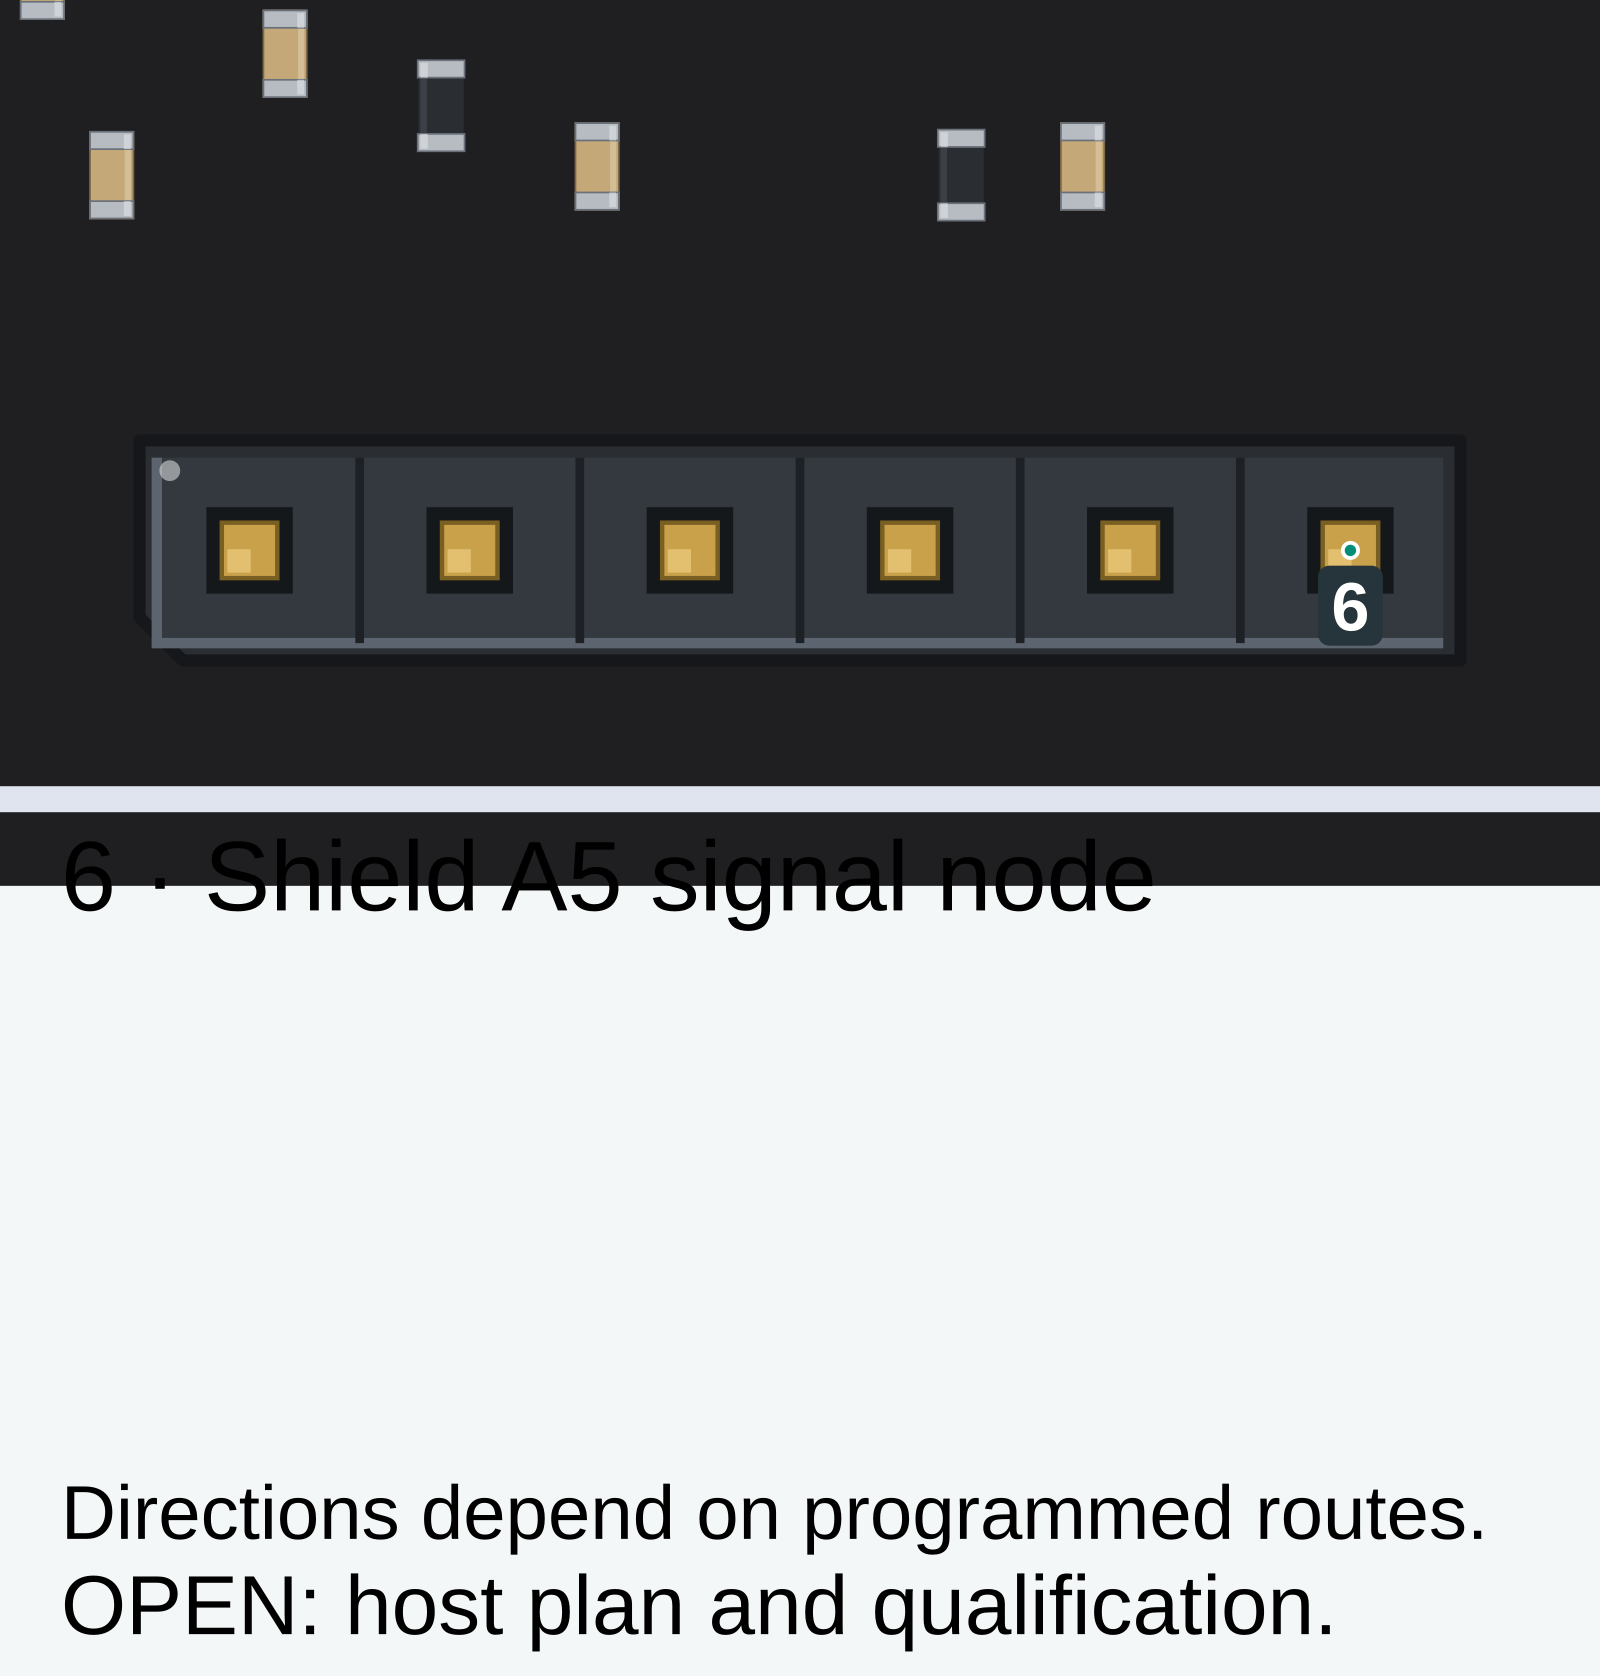 6
6 · Shield A5 signal node
Directions depend on programmed routes.
OPEN: host plan and qualification.